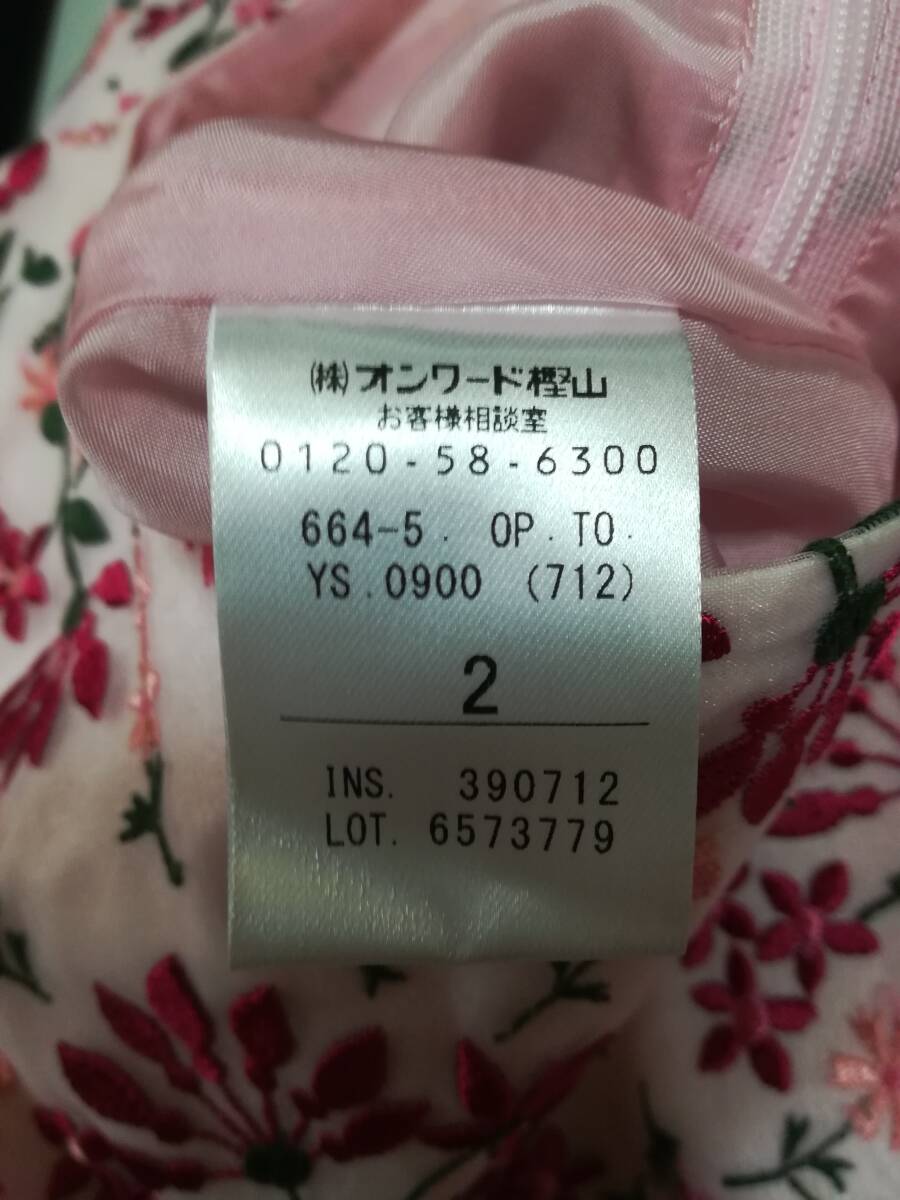 ㈱オンワード樫山
お客様相談室
0120-58-6300
664-5. OP.TO.
YS.0900 (712)
2
INS. 390712
LOT. 6573779